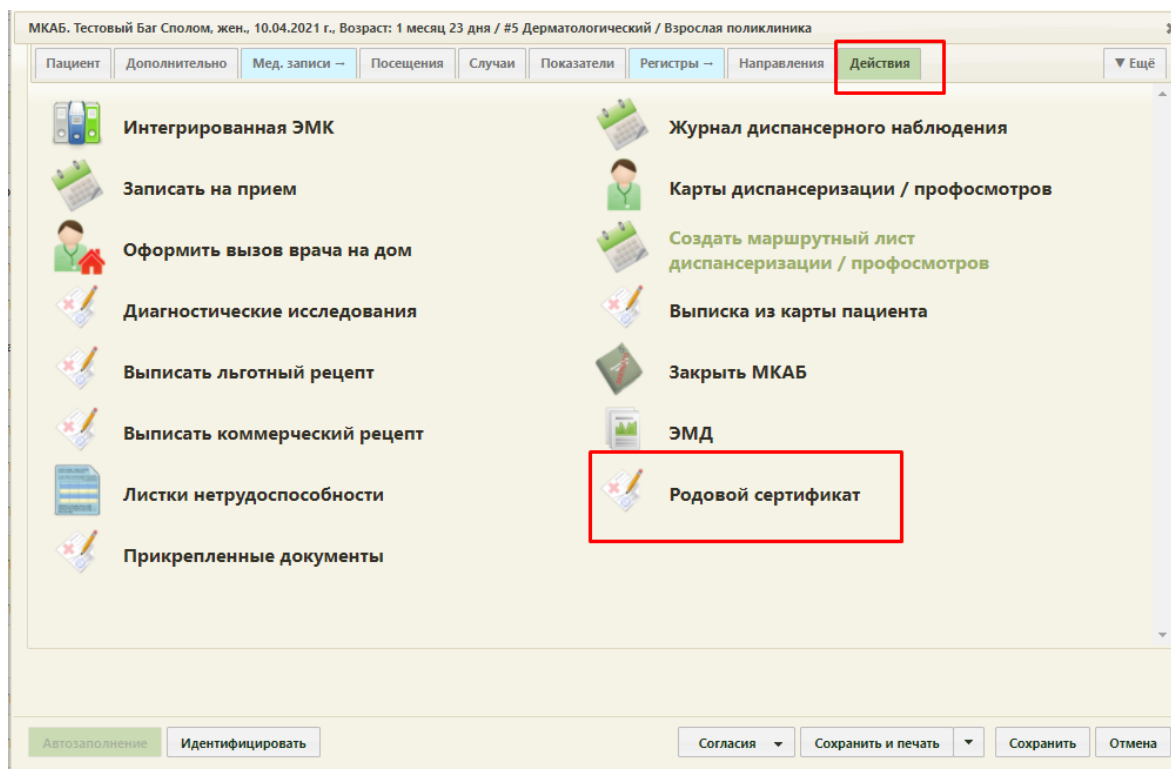 МКАБ. Тестовый Баг Сполом, жен., 10.04.2021 г., Возраст: 1 месяц 23 дня / #5 Дерматологический / Взрослая поликлиника
Пациент Дополнительно Мед. записи → Посещения Случаи Показатели Регистры → Направления Действия ▼ Ещё
Интегрированная ЭМК
Журнал диспансерного наблюдения
Записать на прием
Карты диспансеризации / профосмотров
Оформить вызов врача на дом
Создать маршрутный лист
диспансеризации / профосмотров
Диагностические исследования
Выписка из карты пациента
Выписать льготный рецепт
Закрыть МКАБ
Выписать коммерческий рецепт
ЭМД
Листки нетрудоспособности
Родовой сертификат
Прикрепленные документы
Автозаполнение Идентифицировать Согласия Сохранить и печать Сохранить Отмена